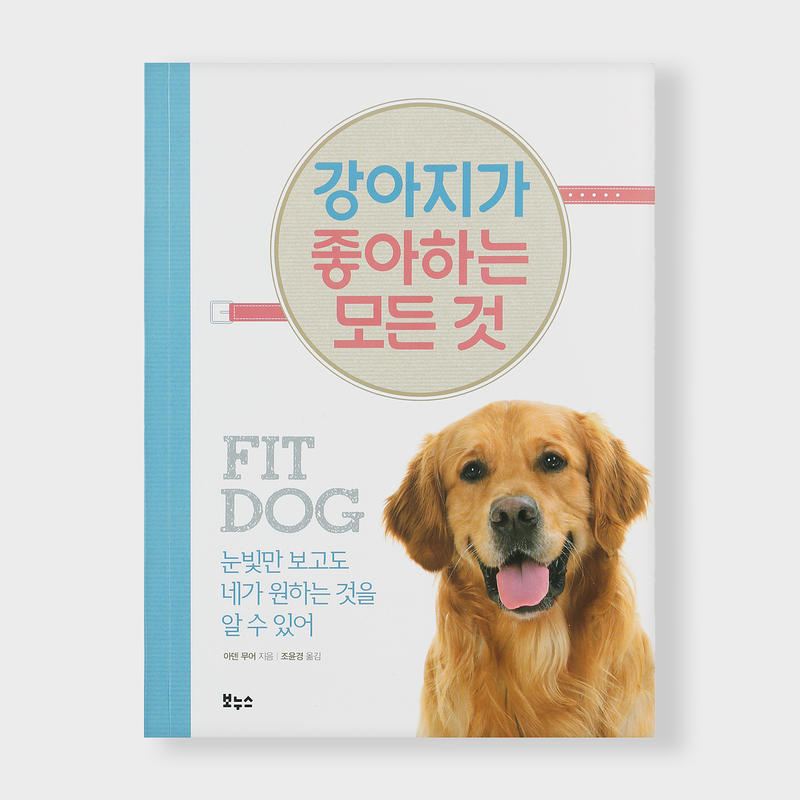 강아지가
좋아하는
모든 것
FIT
DOG
눈빛만 보고도
네가 원하는 것을
알 수 있어
아덴 무어 지음 | 조윤경 옮김
보누스